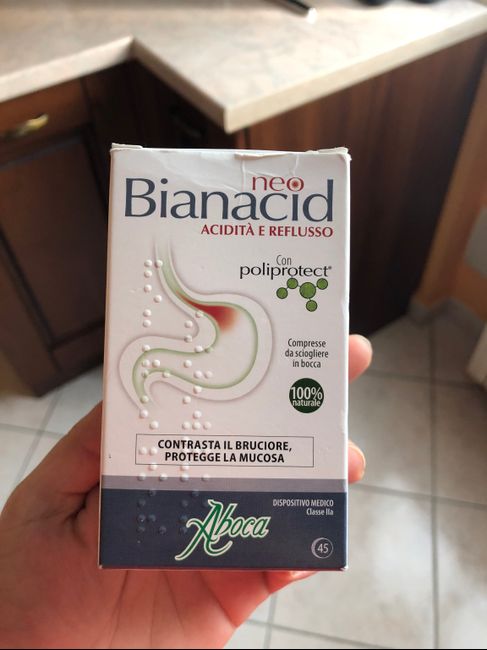 neo
Bianacid
ACIDITÀ E REFLUSSO
Con
poliprotect®
Compresse
da sciogliere
in bocca
100%
naturale
CONTRASTA IL BRUCIORE,
PROTEGGE LA MUCOSA
DISPOSITIVO MEDICO
Classe IIa
Aboca
45